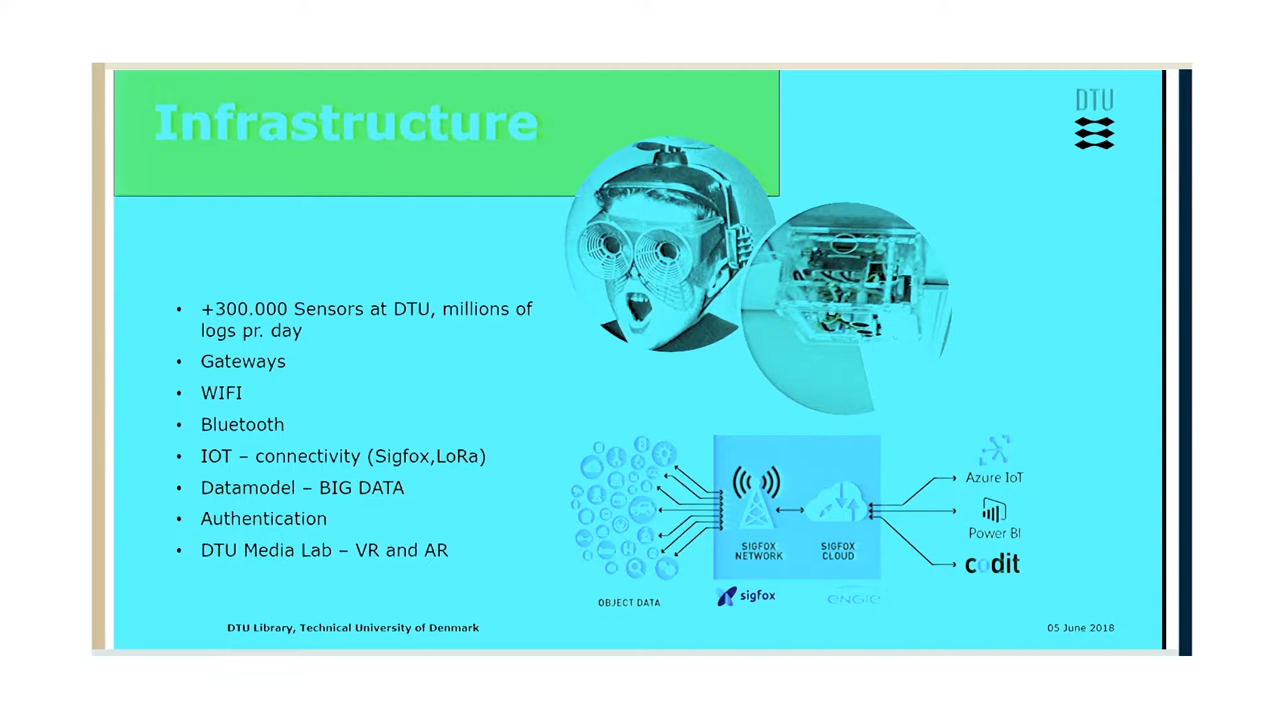 Infrastructure
DTU
• +300.000 Sensors at DTU, millions of
logs pr. day
• Gateways
• WIFI
• Bluetooth
• IOT – connectivity (Sigfox,LoRa)
• Datamodel – BIG DATA
• Authentication
• DTU Media Lab – VR and AR
SIGFOX
NETWORK
SIGFOX
CLOUD
Azure IoT
Power BI
codit
OBJECT DATA
sigfox
ENGIE
DTU Library, Technical University of Denmark
05 June 2018